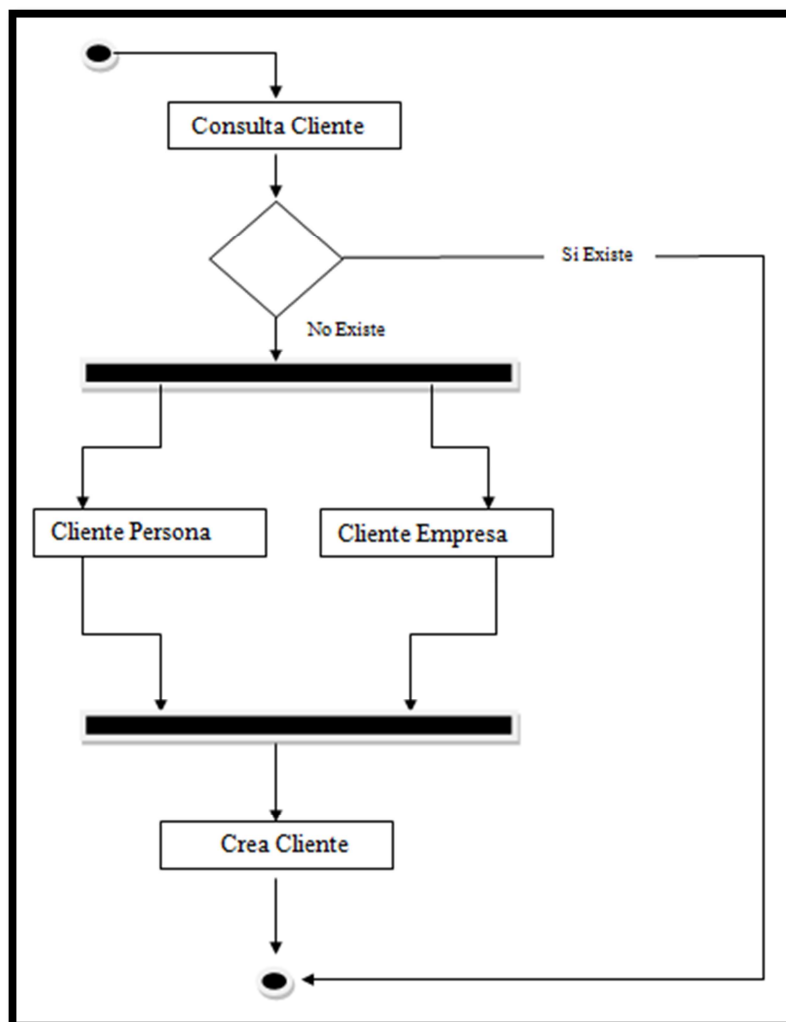 Consulta Cliente
Si Existe
No Existe
Cliente Persona
Cliente Empresa
Crea Cliente